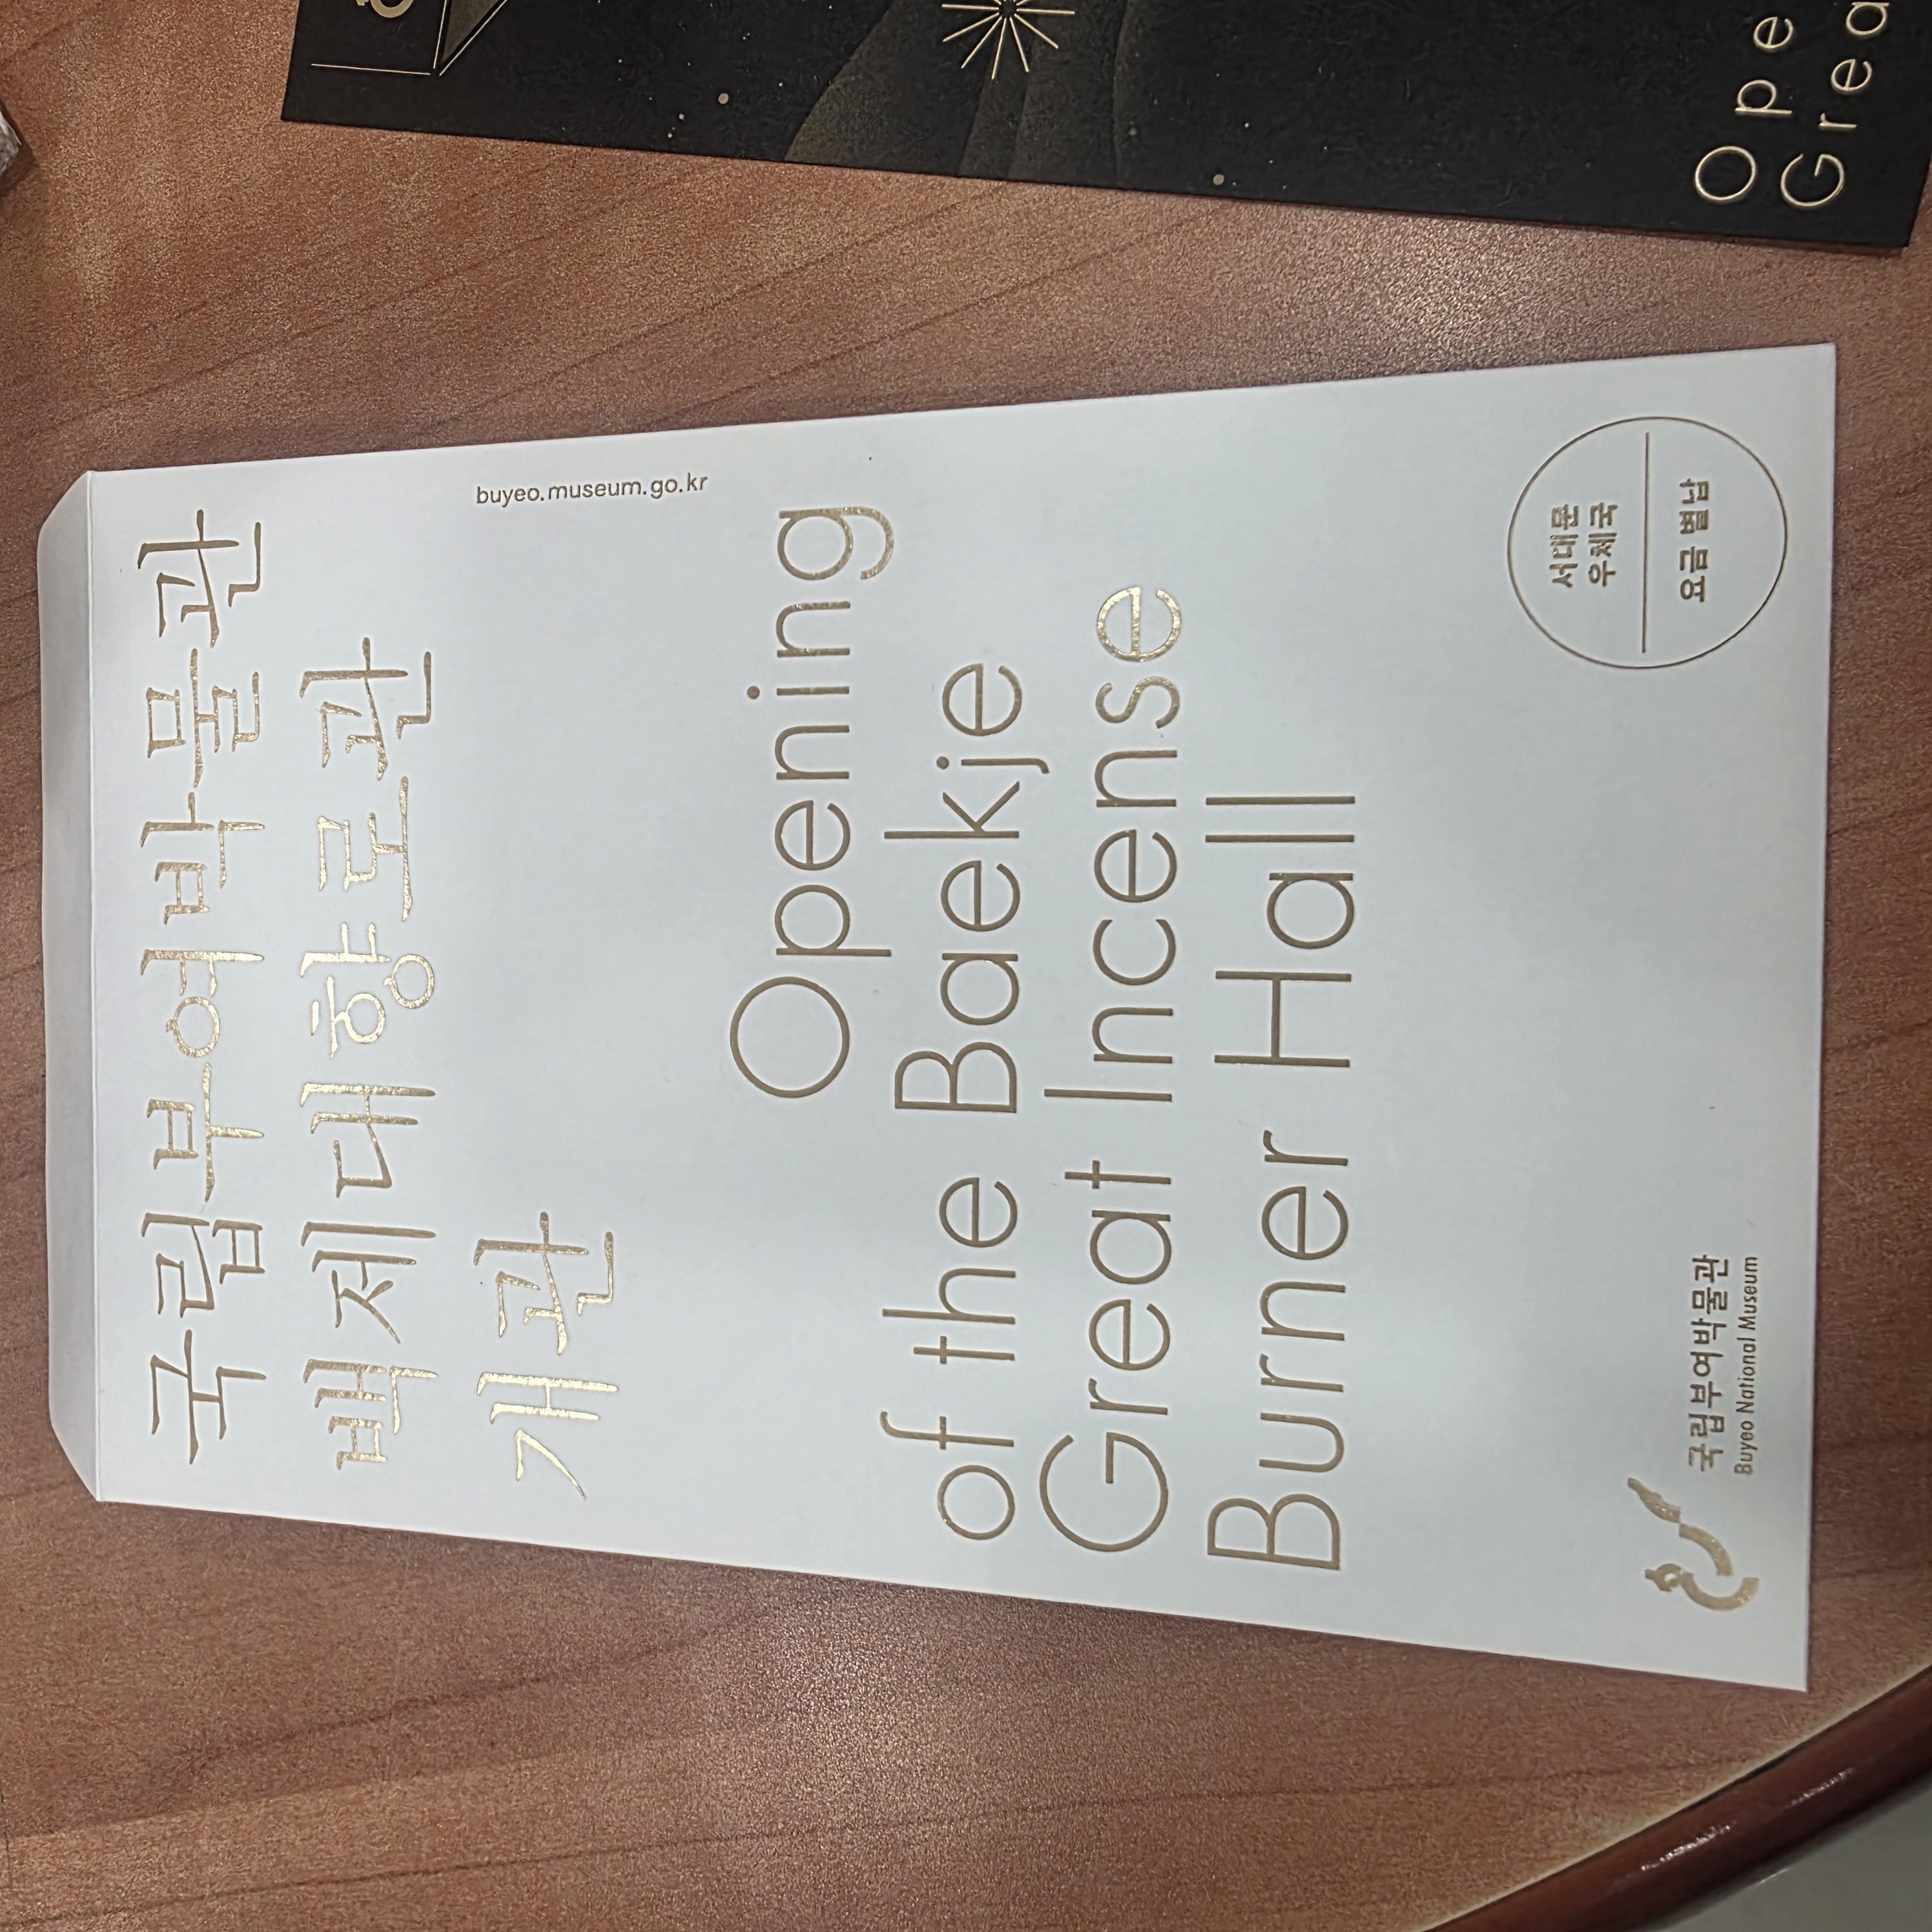 국립부여박물관
백제대향로관
개관
buyeo.museum.go.kr
Opening
of the Baekje
Great Incense
Burner Hall
국립부여박물관
Buyeo National Museum
서대문
우체국
요금 별납
Ope
Grea